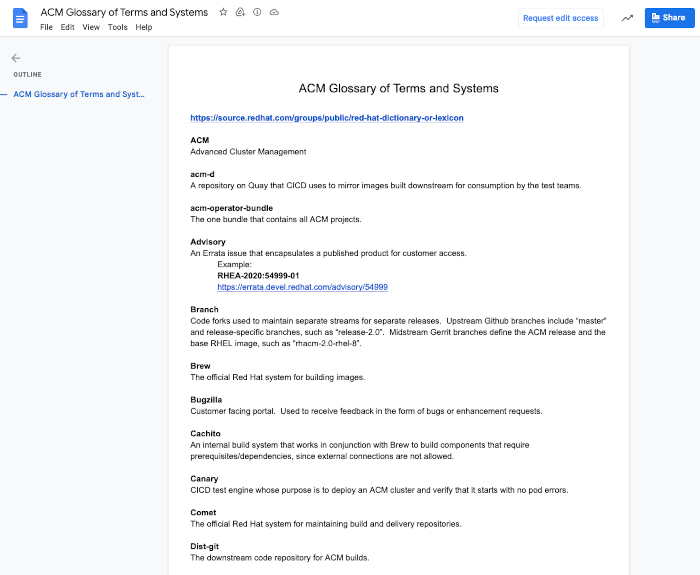 ACM Glossary of Terms and Systems
File Edit View Tools Help
Request edit access
Share
OUTLINE
ACM Glossary of Terms and Syst...
ACM Glossary of Terms and Systems
https://source.redhat.com/groups/public/red-hat-dictionary-or-lexicon
ACM
Advanced Cluster Management
acm-d
A repository on Quay that CICD uses to mirror images built downstream for consumption by the test teams.
acm-operator-bundle
The one bundle that contains all ACM projects.
Advisory
An Errata issue that encapsulates a published product for customer access.
Example:
RHEA-2020:54999-01
https://errata.devel.redhat.com/advisory/54999
Branch
Code forks used to maintain separate streams for separate releases. Upstream Github branches include “master”
and release-specific branches, such as “release-2.0”. Midstream Gerrit branches define the ACM release and the
base RHEL image, such as “rhacm-2.0-rhel-8”.
Brew
The official Red Hat system for building images.
Bugzilla
Customer facing portal. Used to receive feedback in the form of bugs or enhancement requests.
Cachito
An internal build system that works in conjunction with Brew to build components that require
prerequisites/dependencies, since external connections are not allowed.
Canary
CICD test engine whose purpose is to deploy an ACM cluster and verify that it starts with no pod errors.
Comet
The official Red Hat system for maintaining build and delivery repositories.
Dist-git
The downstream code repository for ACM builds.